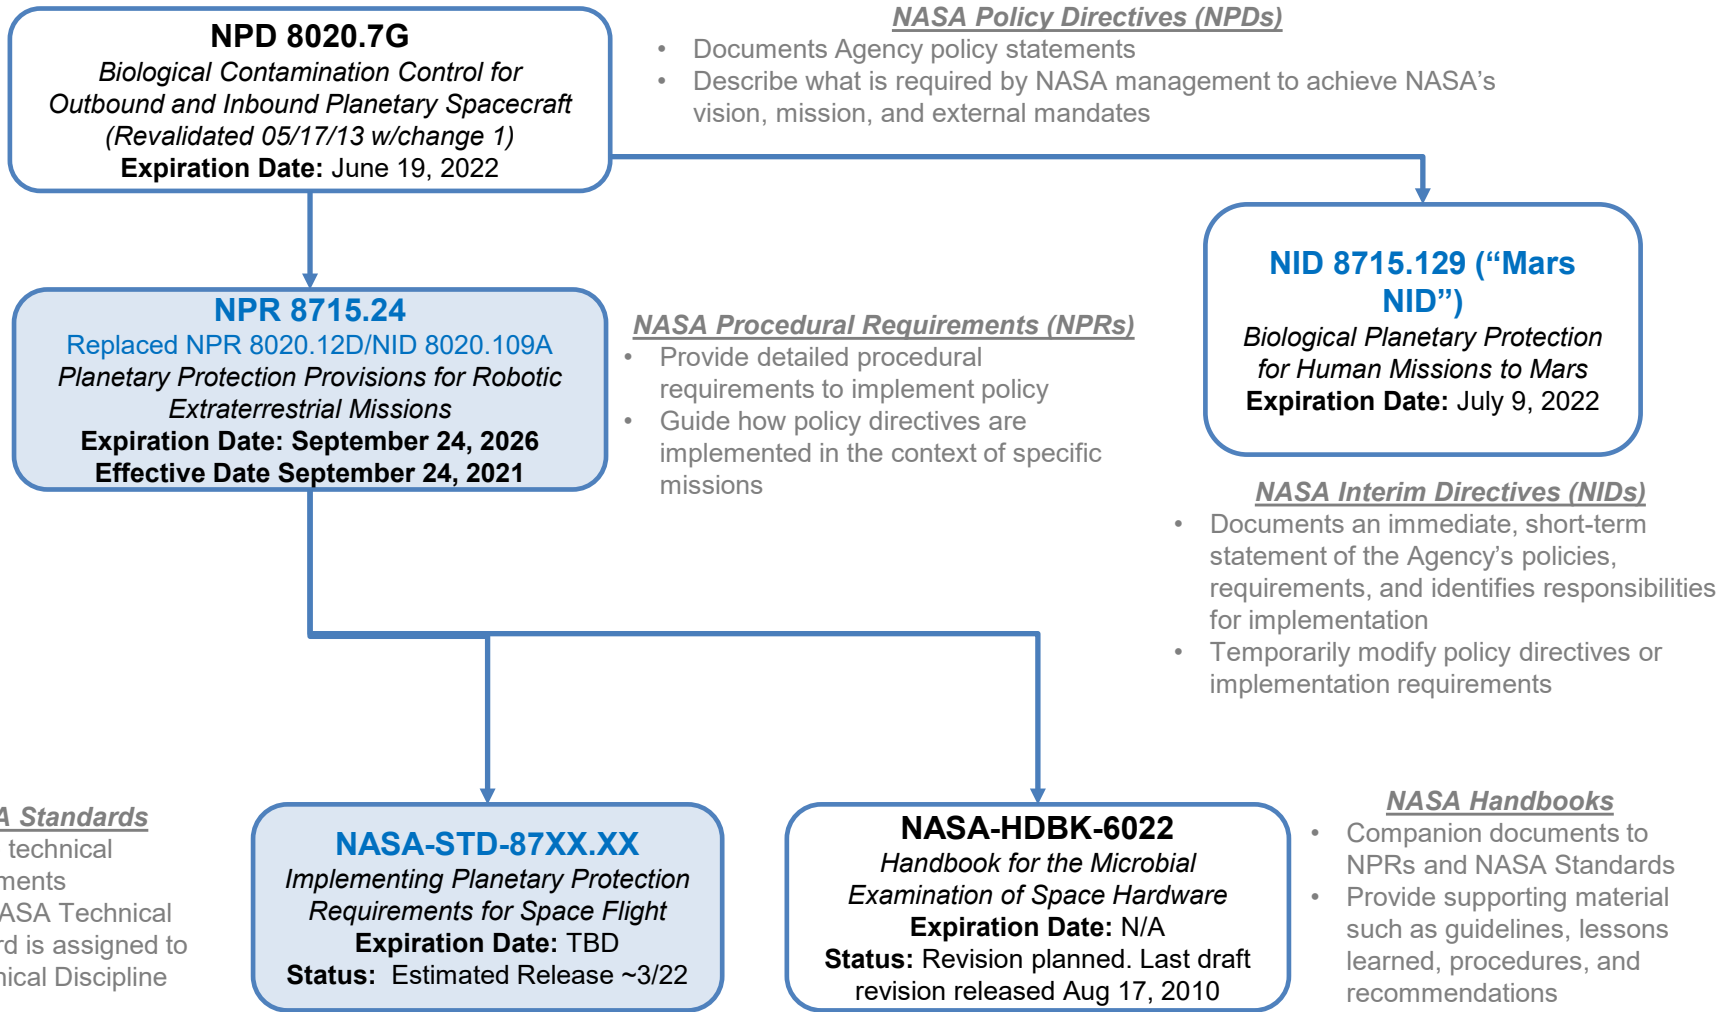 NPD 8020.7G
Biological Contamination Control for
Outbound and Inbound Planetary Spacecraft
(Revalidated 05/17/13 w/change 1)
Expiration Date: June 19, 2022
NASA Policy Directives (NPDs)
• Documents Agency policy statements
• Describe what is required by NASA management to achieve NASA’s
vision, mission, and external mandates
NPR 8715.24
Replaced NPR 8020.12D/NID 8020.109A
Planetary Protection Provisions for Robotic
Extraterrestrial Missions
Expiration Date: September 24, 2026
Effective Date September 24, 2021
NASA Procedural Requirements (NPRs)
• Provide detailed procedural
requirements to implement policy
• Guide how policy directives are
implemented in the context of specific
missions
NID 8715.129 (“Mars
NID”)
Biological Planetary Protection
for Human Missions to Mars
Expiration Date: July 9, 2022
NASA Interim Directives (NIDs)
• Documents an immediate, short-term
statement of the Agency’s policies,
requirements, and identifies responsibilities
for implementation
• Temporarily modify policy directives or
implementation requirements
A Standards
technical
ments
ASA Technical
rd is assigned to
nical Discipline
NASA-STD-87XX.XX
Implementing Planetary Protection
Requirements for Space Flight
Expiration Date: TBD
Status: Estimated Release ~3/22
NASA-HDBK-6022
Handbook for the Microbial
Examination of Space Hardware
Expiration Date: N/A
Status: Revision planned. Last draft
revision released Aug 17, 2010
NASA Handbooks
• Companion documents to
NPRs and NASA Standards
• Provide supporting material
such as guidelines, lessons
learned, procedures, and
recommendations